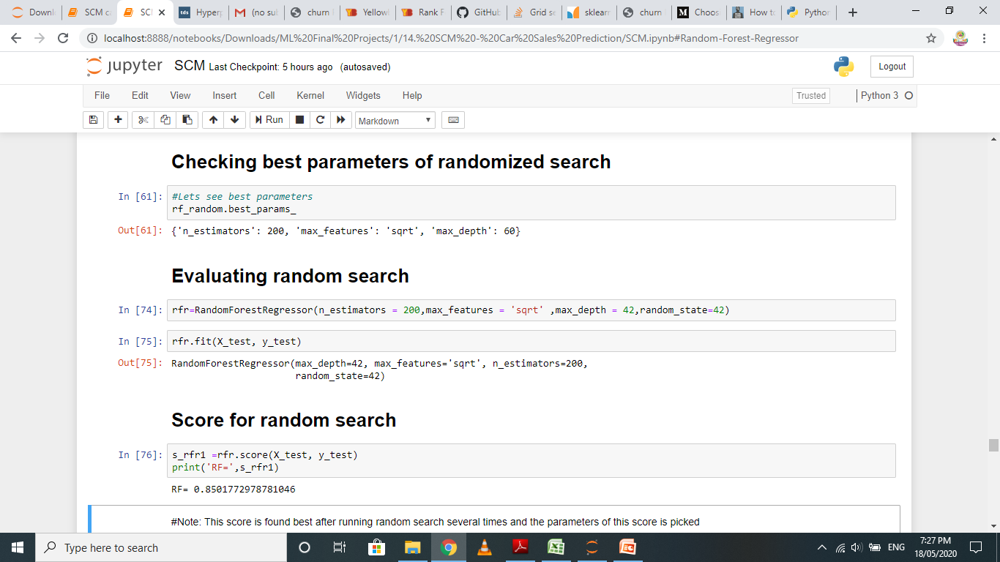 Downl
SCM ca
SC
Hyperp
(no sub
churn
Yellowi
Rank F
GitHub
Grid se
sklearn
churn
Choos
How to
Python
localhost:8888/notebooks/Downloads/ML%20Final%20Projects/1/14.%20SCM%20-%20Car%20Sales%20Prediction/SCM.ipynb#Random-Forest-Regressor
jupyter SCM Last Checkpoint: 5 hours ago (autosaved)
Logout
File Edit View Insert Cell Kernel Widgets Help
Trusted
Python 3
Run
Markdown
Checking best parameters of randomized search
In [61]: #Lets see best parameters
rf_random.best_params_
Out[61]: {'n_estimators': 200, 'max_features': 'sqrt', 'max_depth': 60}
Evaluating random search
In [74]: rfr=RandomForestRegressor(n_estimators = 200,max_features = 'sqrt' ,max_depth = 42,random_state=42)
In [75]: rfr.fit(X_test, y_test)
Out[75]: RandomForestRegressor(max_depth=42, max_features='sqrt', n_estimators=200,
random_state=42)
Score for random search
In [76]: s_rfr1 =rfr.score(X_test, y_test)
print('RF=',s_rfr1)
RF= 0.8501772978781046
#Note: This score is found best after running random search several times and the parameters of this score is picked
Type here to search
ENG
7:27 PM
18/05/2020